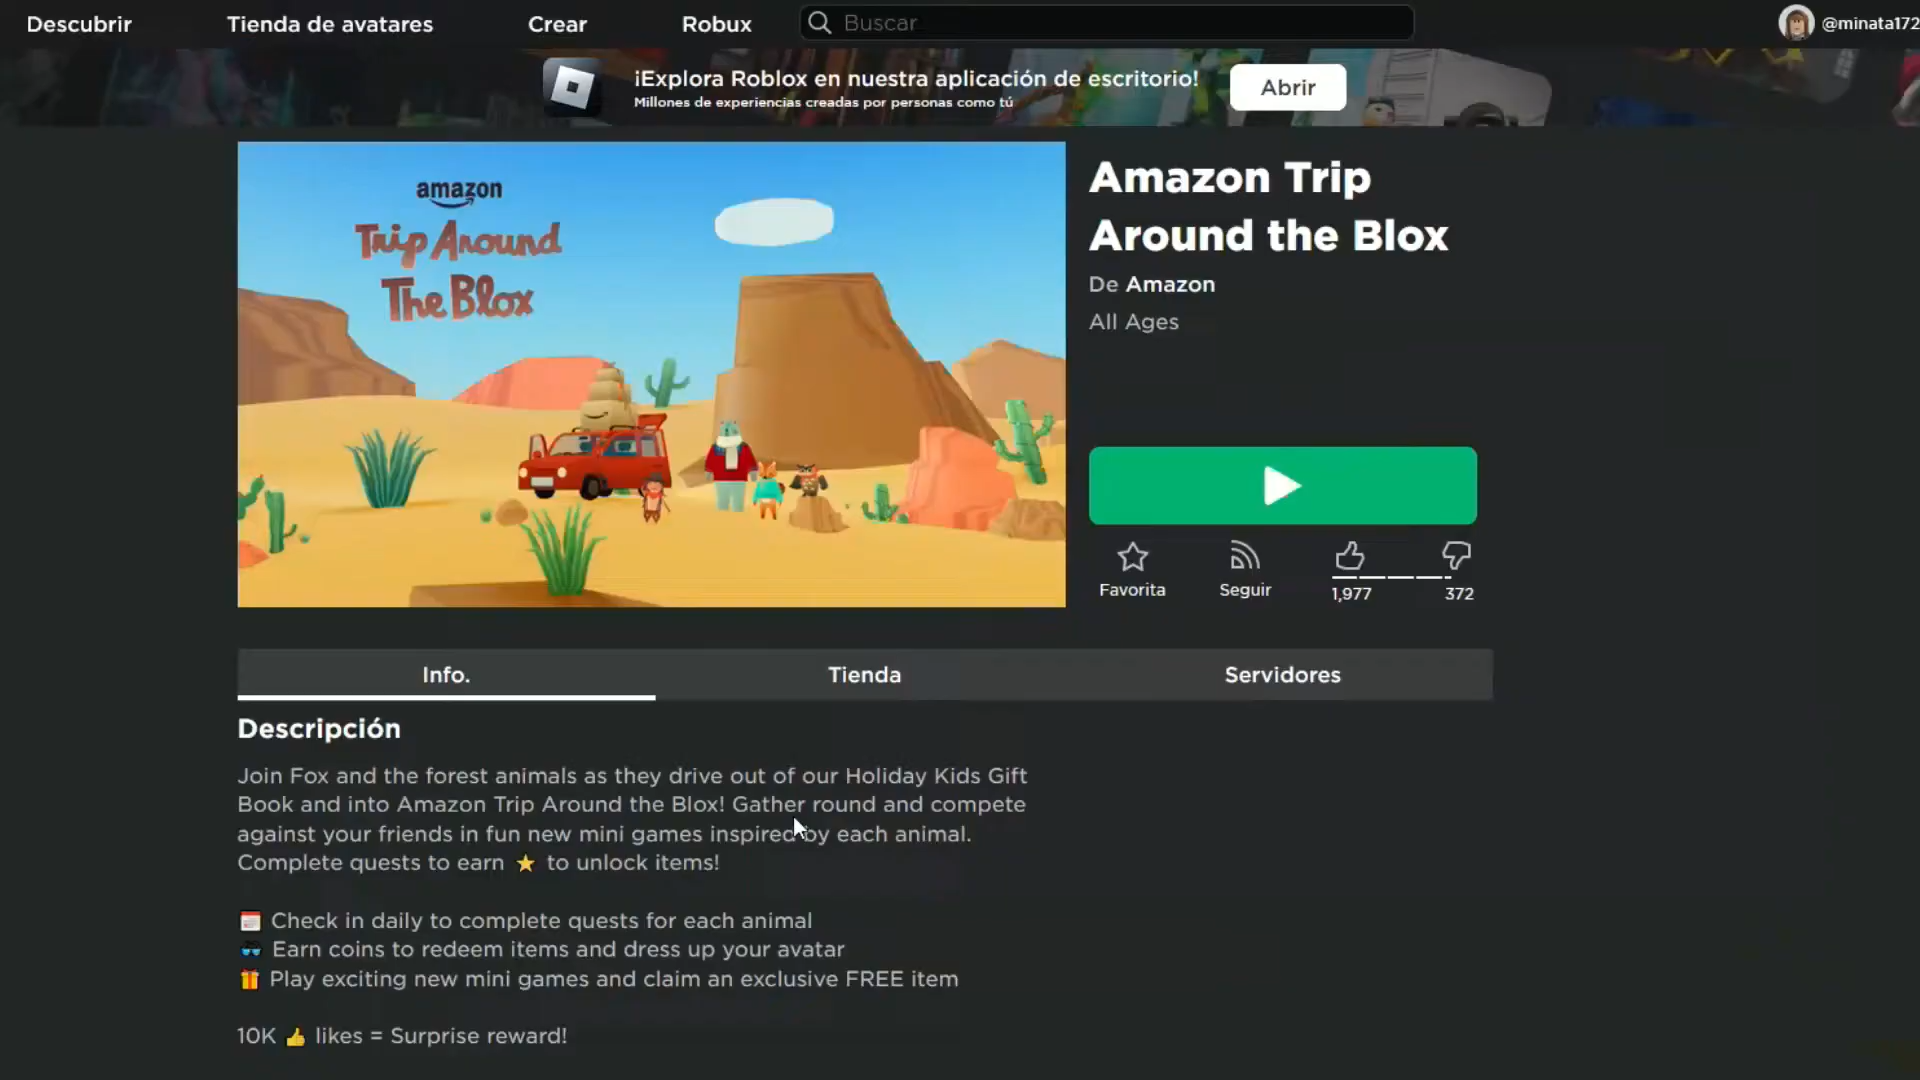 Descubrir
Tienda de avatares
Crear
Robux
Buscar
@minata172
¡Explora Roblox en nuestra aplicación de escritorio!
Millones de experiencias creadas por personas como tú
Abrir
amazon
Trip Around
The Blox
Amazon Trip
Around the Blox
De Amazon
All Ages
Favorita
Seguir
1,977
372
Info.
Tienda
Servidores
Descripción
Join Fox and the forest animals as they drive out of our Holiday Kids Gift
Book and into Amazon Trip Around the Blox! Gather round and compete
against your friends in fun new mini games inspired by each animal.
Complete quests to earn ⭐ to unlock items!
Check in daily to complete quests for each animal
Earn coins to redeem items and dress up your avatar
🎁 Play exciting new mini games and claim an exclusive FREE item
10K 👍 likes = Surprise reward!